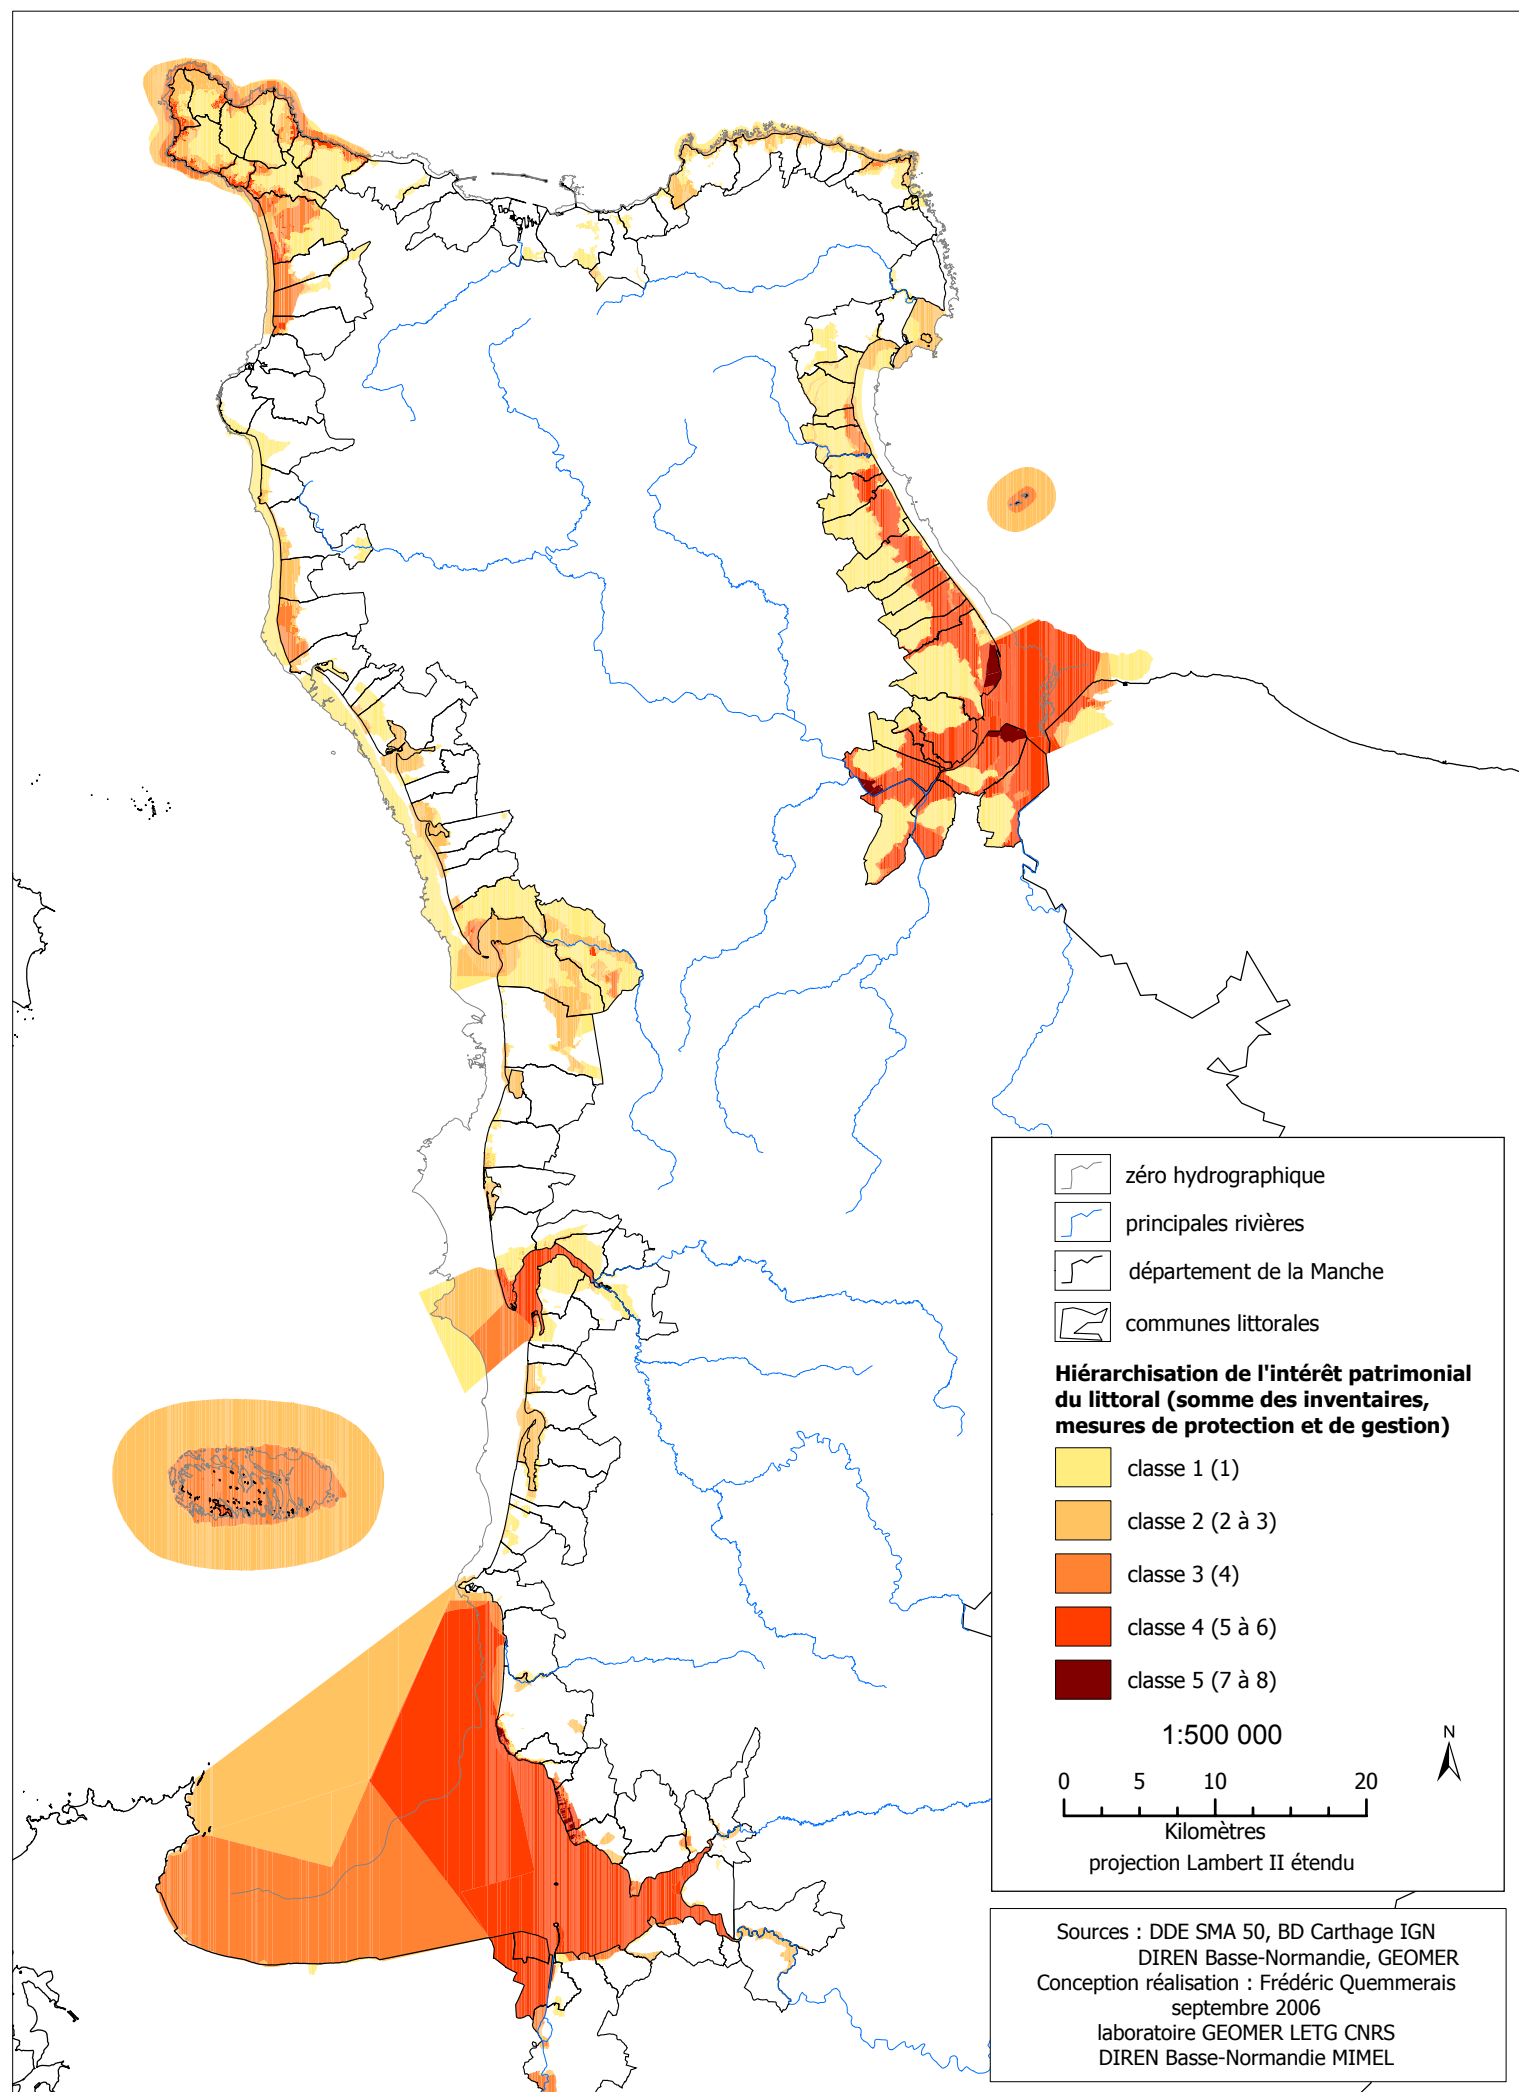 zéro hydrographique
principales rivières
département de la Manche
communes littorales
Hiérarchisation de l'intérêt patrimonial
du littoral (somme des inventaires,
mesures de protection et de gestion)
classe 1 (1)
classe 2 (2 à 3)
classe 3 (4)
classe 4 (5 à 6)
classe 5 (7 à 8)
1:500 000
N
0 5 10 20
Kilomètres
projection Lambert II étendu
Sources : DDE SMA 50, BD Carthage IGN
DIREN Basse-Normandie, GEOMER
Conception réalisation : Frédéric Quemmerais
septembre 2006
laboratoire GEOMER LETG CNRS
DIREN Basse-Normandie MIMEL